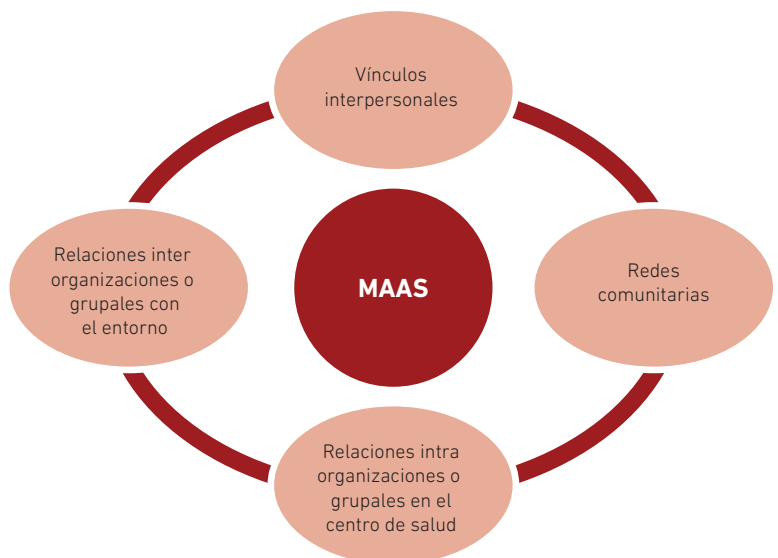 Vínculos
interpersonales
Relaciones inter
organizaciones o
grupales con
el entorno
MAAS
Redes
comunitarias
Relaciones intra
organizaciones o
grupales en el
centro de salud